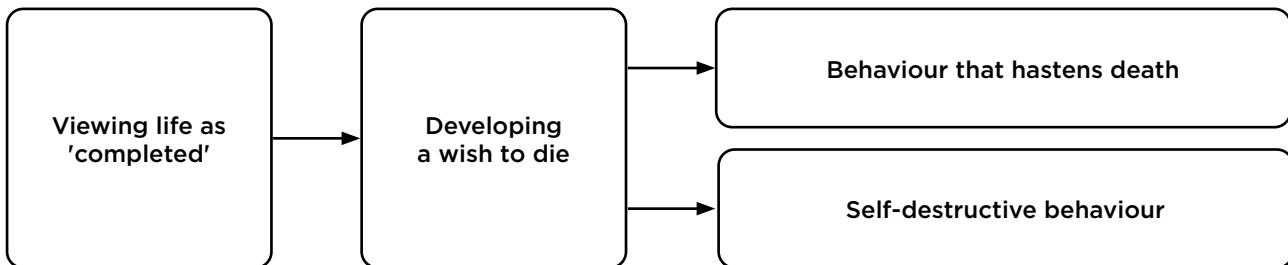 Viewing life as
'completed'
Developing
a wish to die
Behaviour that hastens death
Self-destructive behaviour